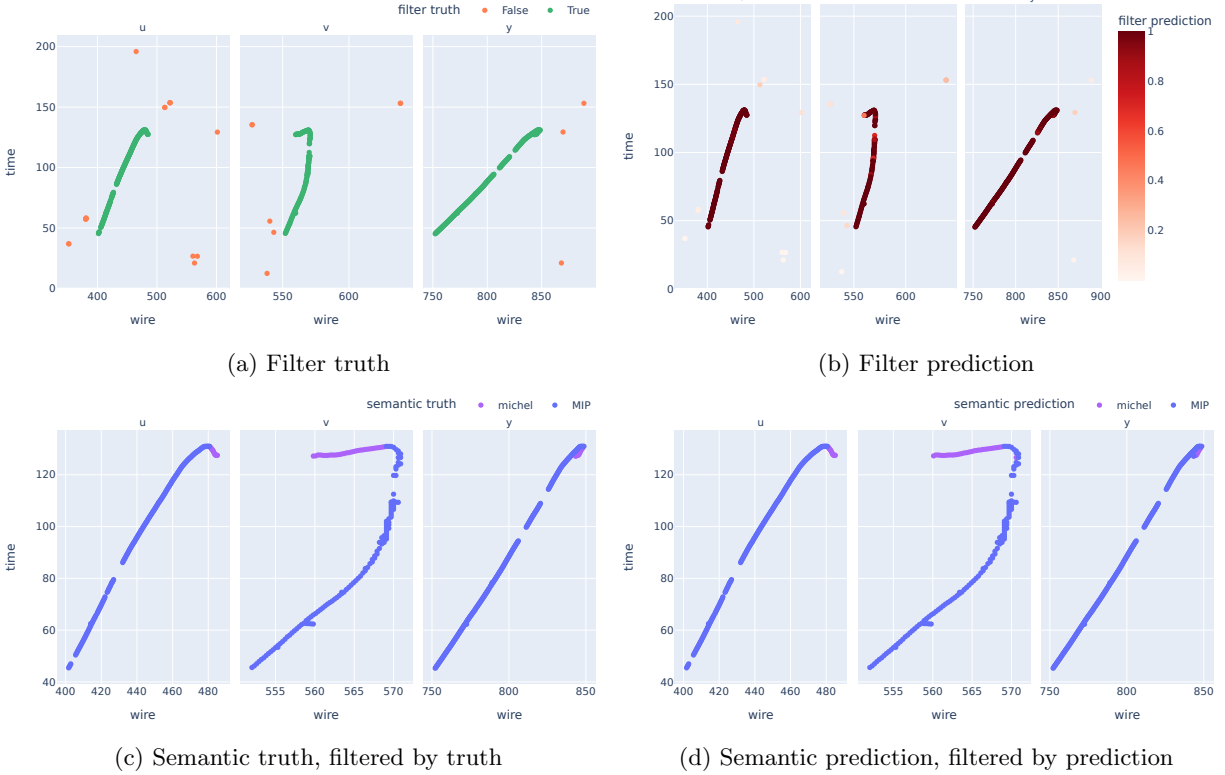 filter truth False True
u v y
200
150
100
50
0
time
400 500 600 550 600 750 800 850
wire wire wire
(a) Filter truth
filter prediction
200
150
100
50
0
time
1
0.8
0.6
0.4
0.2
400 500 600 550 600 750 800 850 900
wire wire wire
(b) Filter prediction
semantic truth michel MIP
u v y
120
100
80
60
40
time
400 420 440 460 480 555 560 565 570 750 800 850
wire wire wire
(c) Semantic truth, filtered by truth
semantic prediction michel MIP
u v y
120
100
80
60
40
time
400 420 440 460 480 555 560 565 570 750 800 850
wire wire wire
(d) Semantic prediction, filtered by prediction